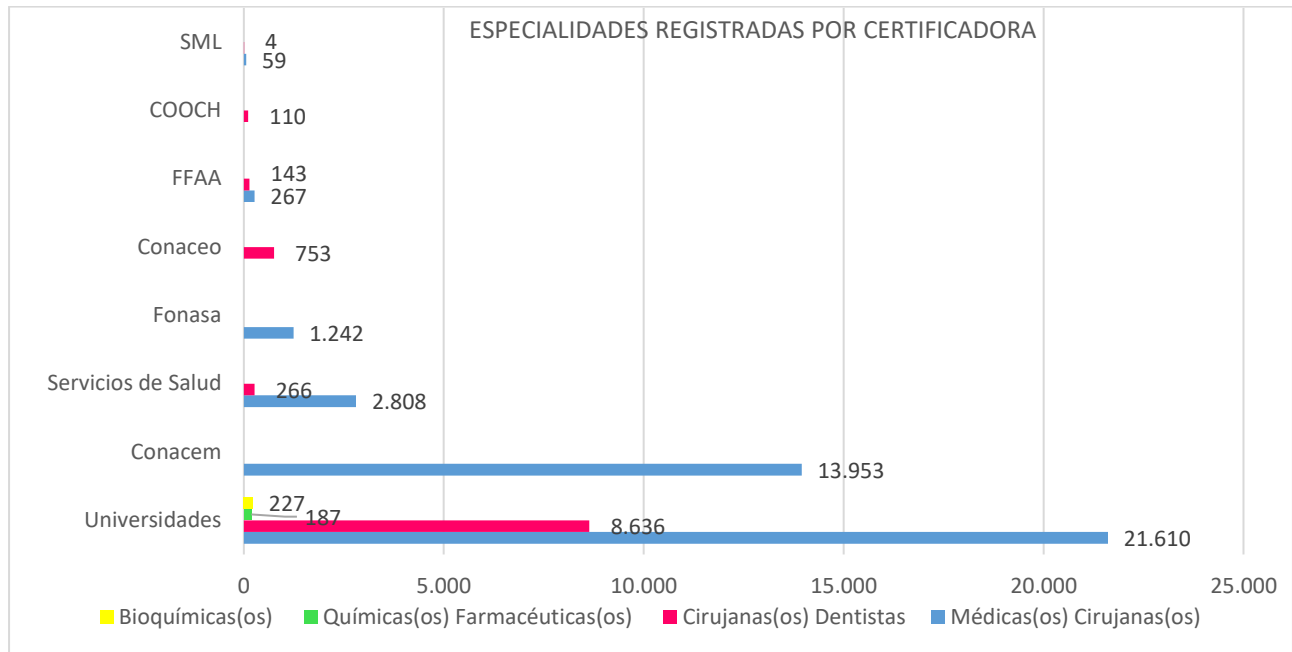 ESPECIALIDADES REGISTRADAS POR CERTIFICADORA
SML
4
59
COOCH
110
FFAA
143
267
Conaceo
753
Fonasa
1.242
Servicios de Salud
266
2.808
Conacem
13.953
Universidades
227
187
8.636
21.610
0 5.000 10.000 15.000 20.000 25.000
Bioquímicas(os) Químicas(os) Farmacéuticas(os) Cirujanas(os) Dentistas Médicas(os) Cirujanas(os)